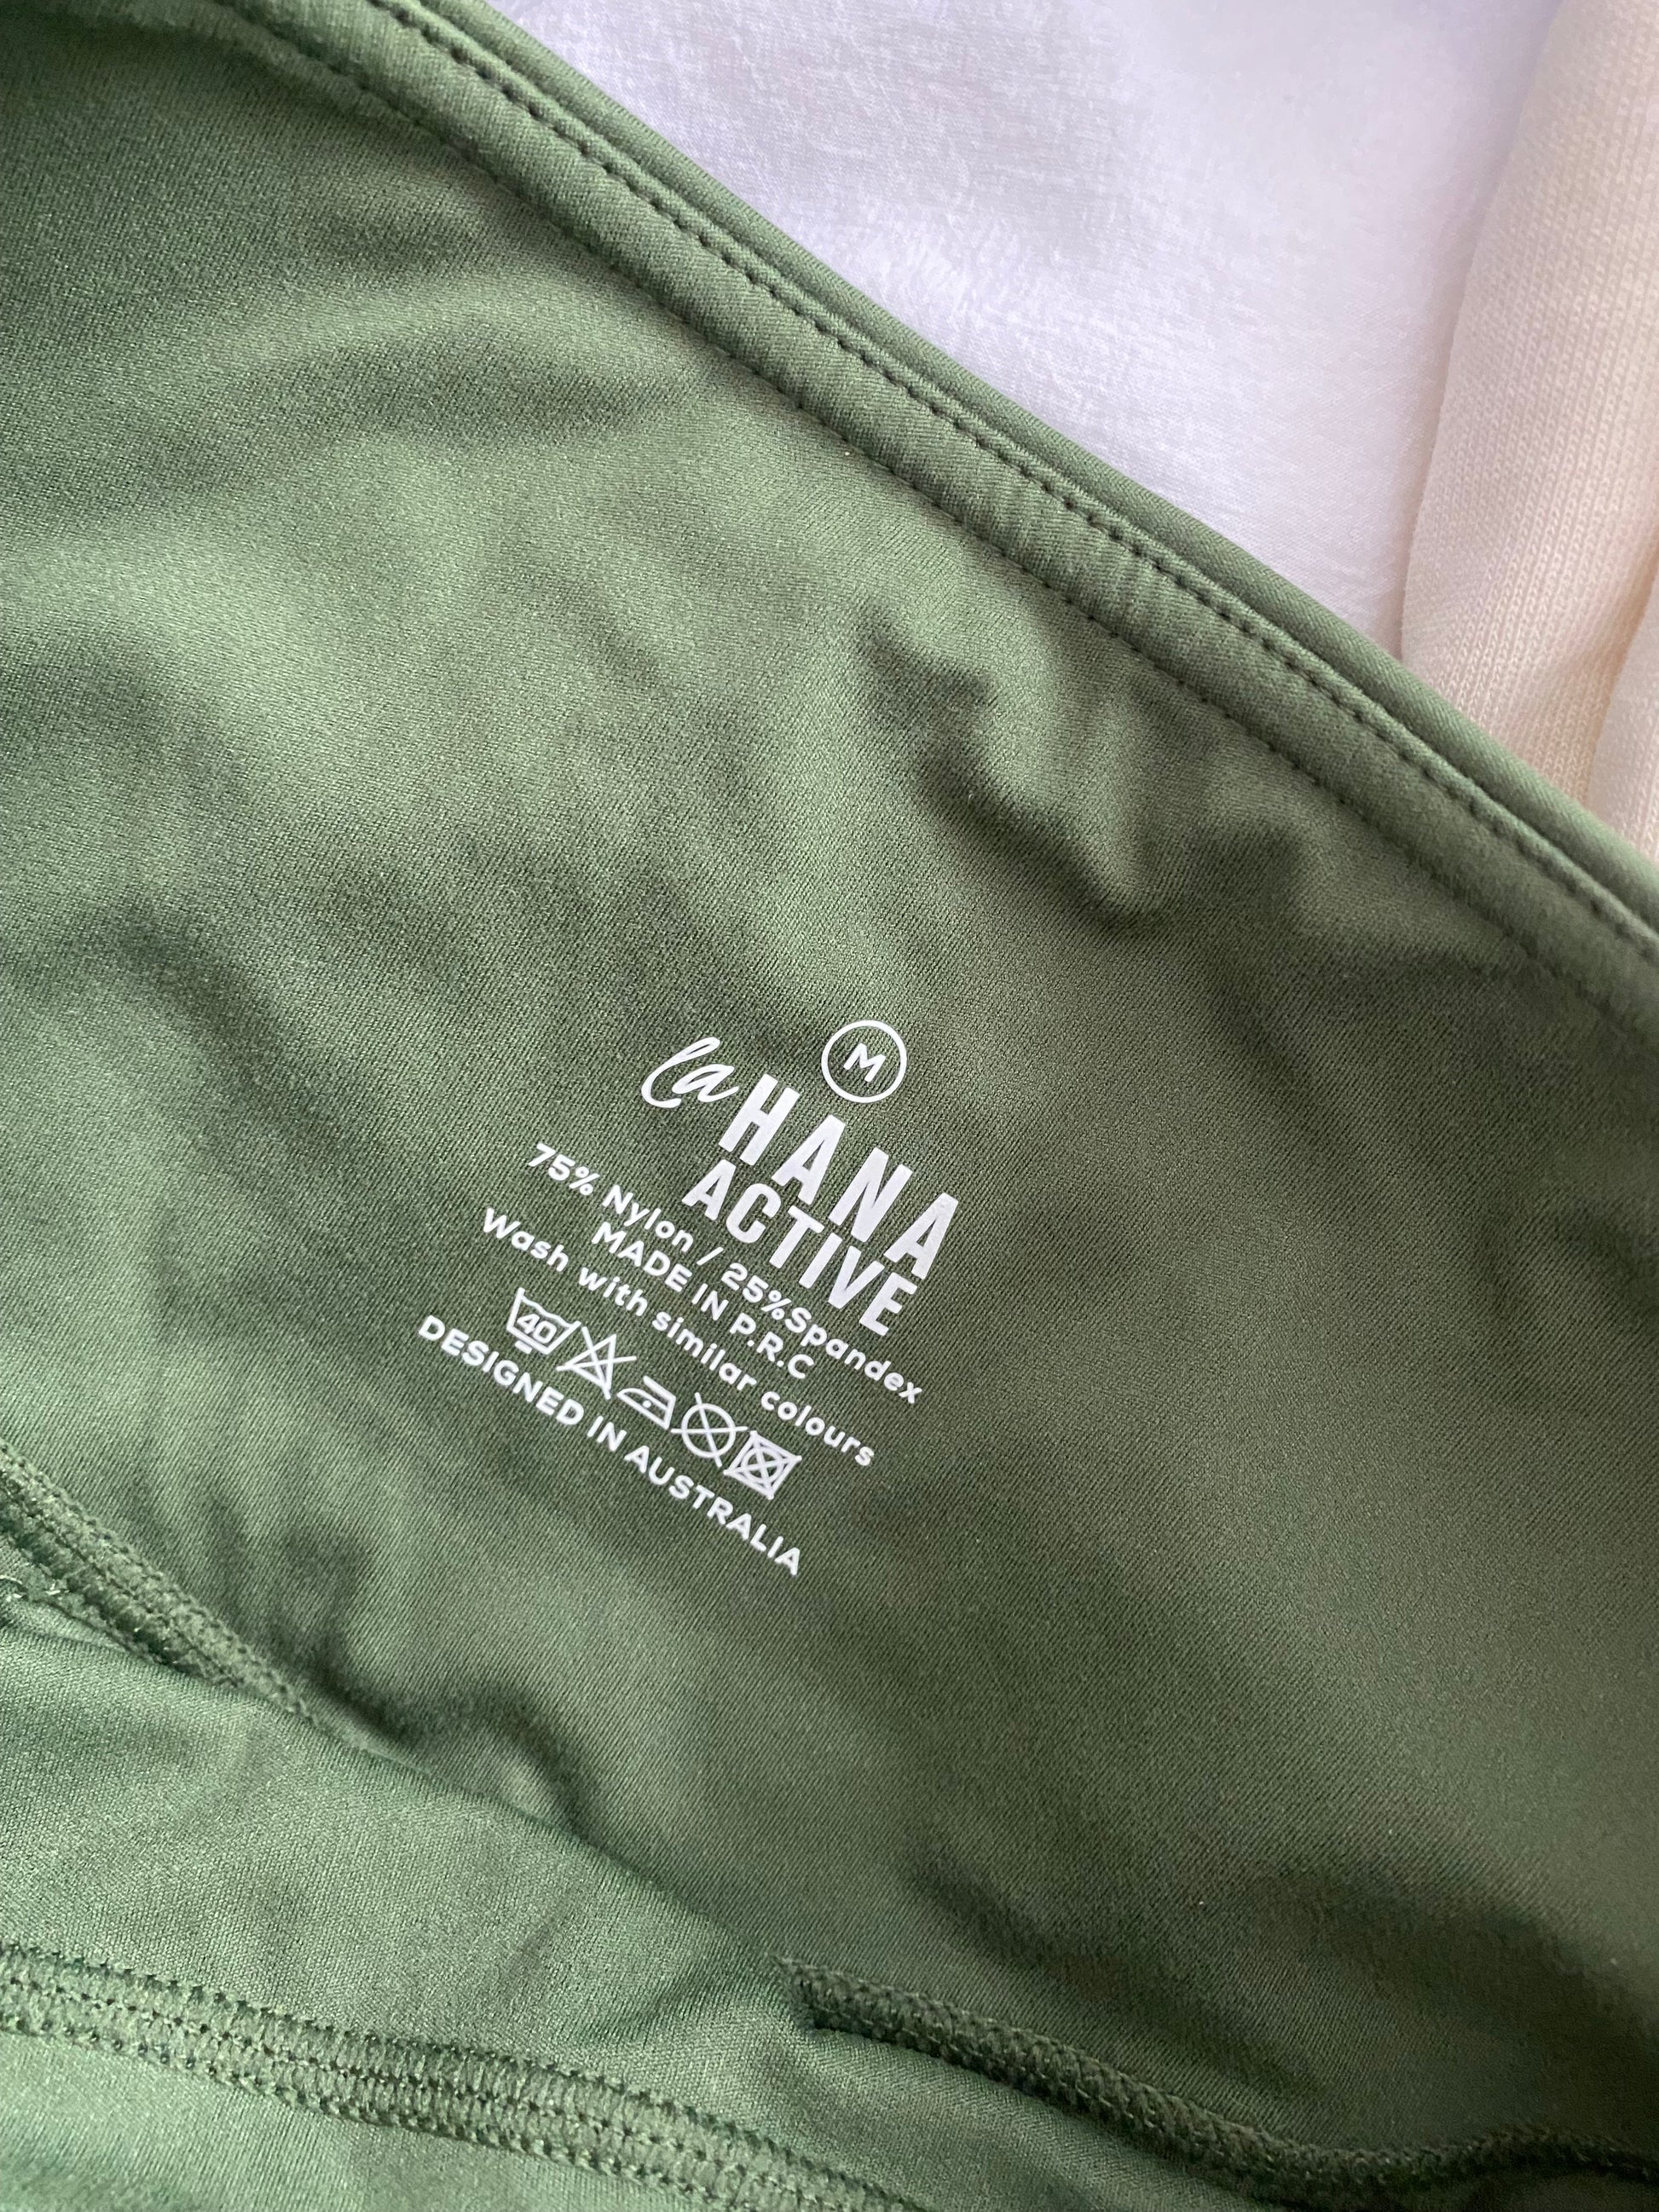 M
la HANA
ACTIVE
75% Nylon / 25%Spandex
MADE IN P.R.C
Wash with similar colours
40
DESIGNED IN AUSTRALIA